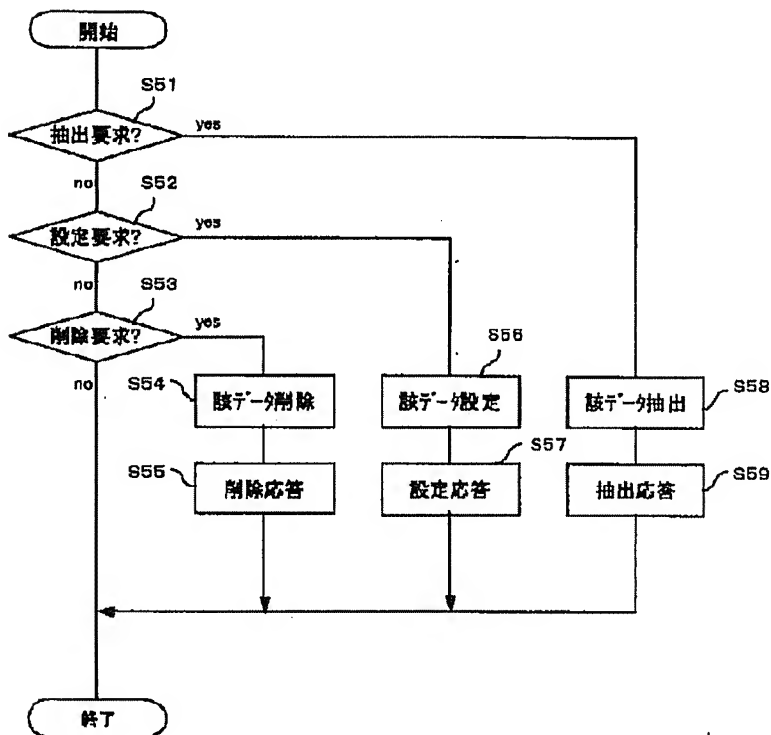 開始
S51
抽出要求?
yes
no
S52
設定要求?
yes
no
S53
削除要求?
yes
no
S54
該データ削除
S56
該データ設定
S58
該データ抽出
S55
削除応答
S57
設定応答
S59
抽出応答
終了